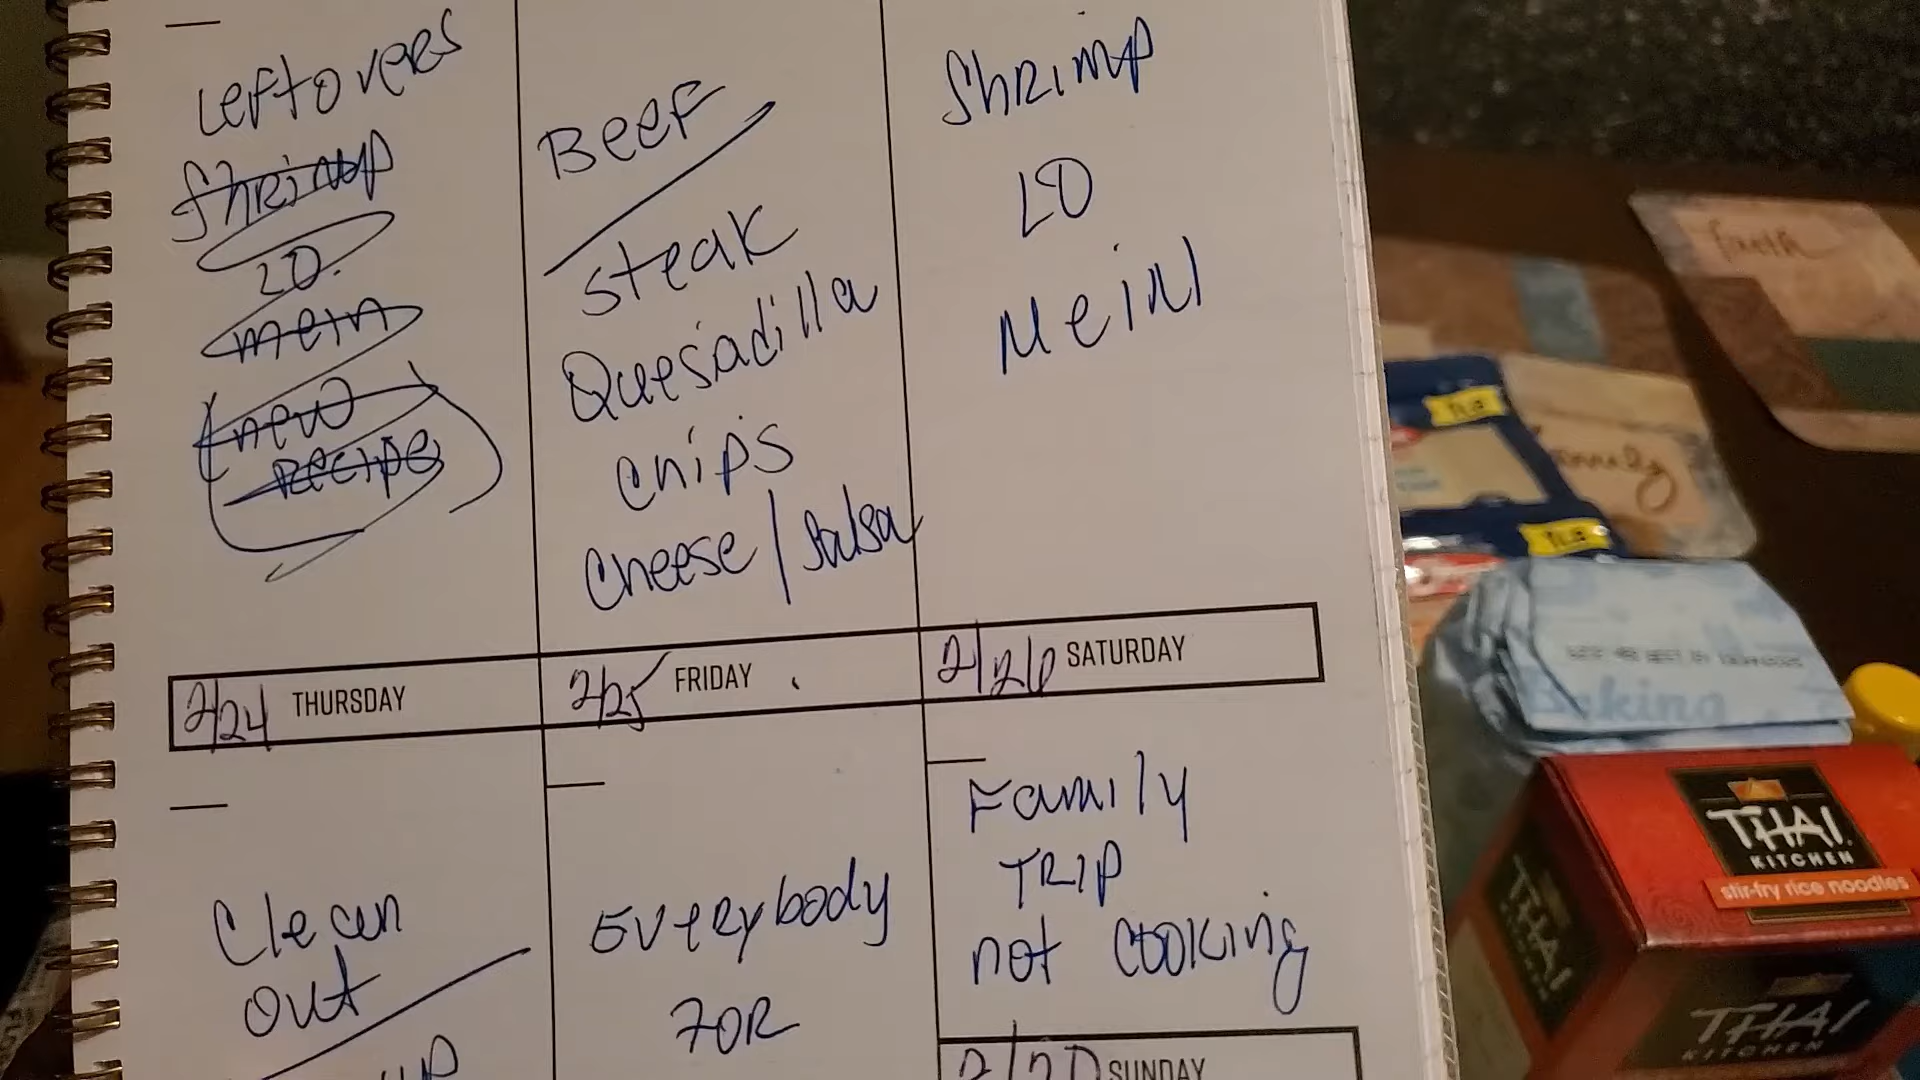 Leftovers
Shrimp
LO.
mein
(new
Recipe)
Beef
Steak
Quesadilla
Chips
Cheese/Salsa
Shrimp
LO
Mein
2/24 THURSDAY
2/25 FRIDAY
2/26 SATURDAY
Clean
Out
Everybody
FOR
Family
TRIP
not cooking
SUNDAY
faith
family
Baking
THAI
KITCHEN
stir-fry rice noodles
THAI
THAI
KITCHEN